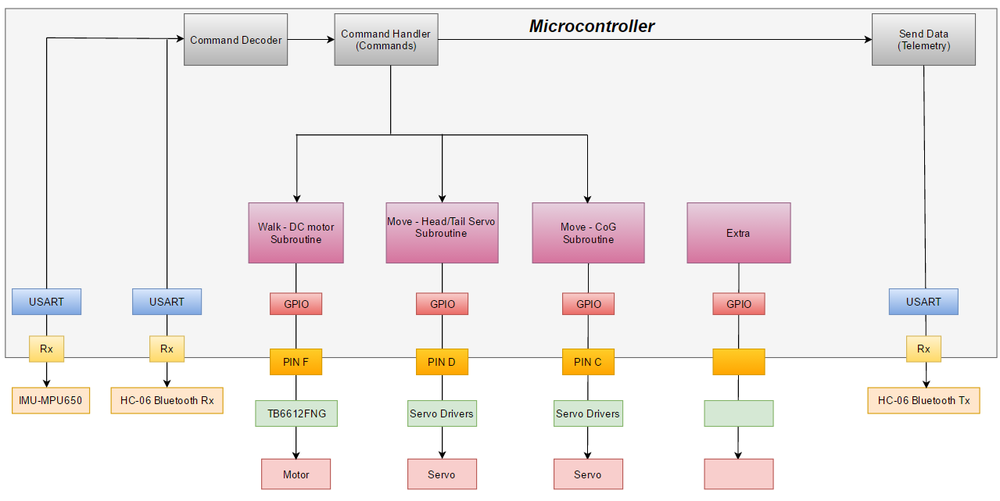 Microcontroller
Command Decoder
Command Handler
(Commands)
Send Data
(Telemetry)
Walk - DC motor
Subroutine
Move - Head/Tail Servo
Subroutine
Move - CoG
Subroutine
Extra
USART
USART
GPIO
GPIO
GPIO
GPIO
USART
Rx
Rx
PIN F
PIN D
PIN C
Rx
IMU-MPU650
HC-06 Bluetooth Rx
TB6612FNG
Servo Drivers
Servo Drivers
HC-06 Bluetooth Tx
Motor
Servo
Servo